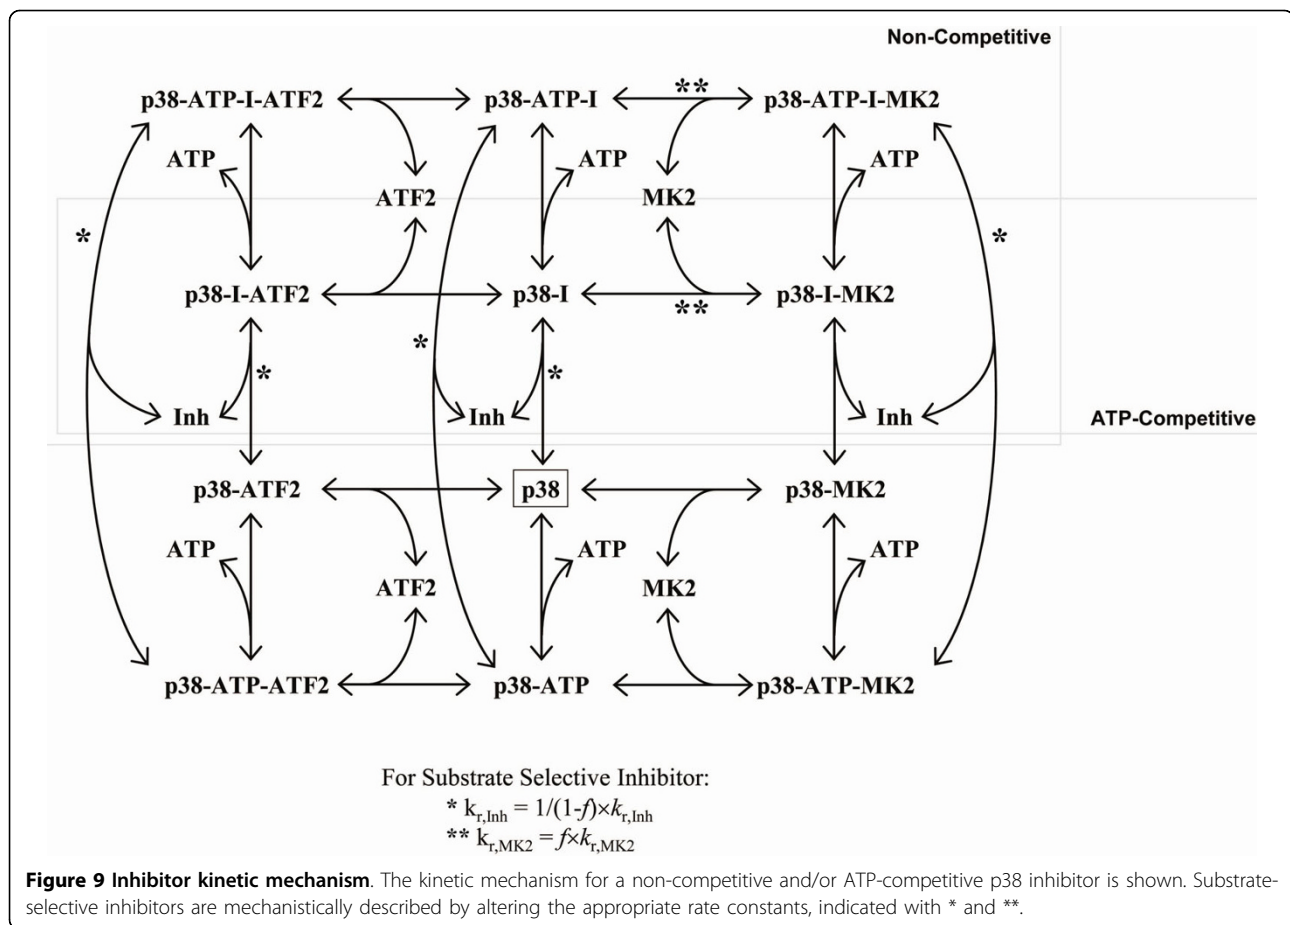 Non-Competitive
p38-ATP-I-ATF2 p38-ATP-I ** p38-ATP-I-MK2
ATP ATP ATP
ATF2 MK2
* *
p38-I-ATF2 p38-I p38-I-MK2
**
*
* *
Inh Inh Inh ATP-Competitive
p38-ATF2 p38 p38-MK2
ATP ATP ATP
ATF2 MK2
p38-ATP-ATF2 p38-ATP p38-ATP-MK2
For Substrate Selective Inhibitor:
* kr,Inh = 1/(1-f)×kr,Inh
** kr,MK2 = f×kr,MK2
Figure 9 Inhibitor kinetic mechanism. The kinetic mechanism for a non-competitive and/or ATP-competitive p38 inhibitor is shown. Substrate-
selective inhibitors are mechanistically described by altering the appropriate rate constants, indicated with * and **.